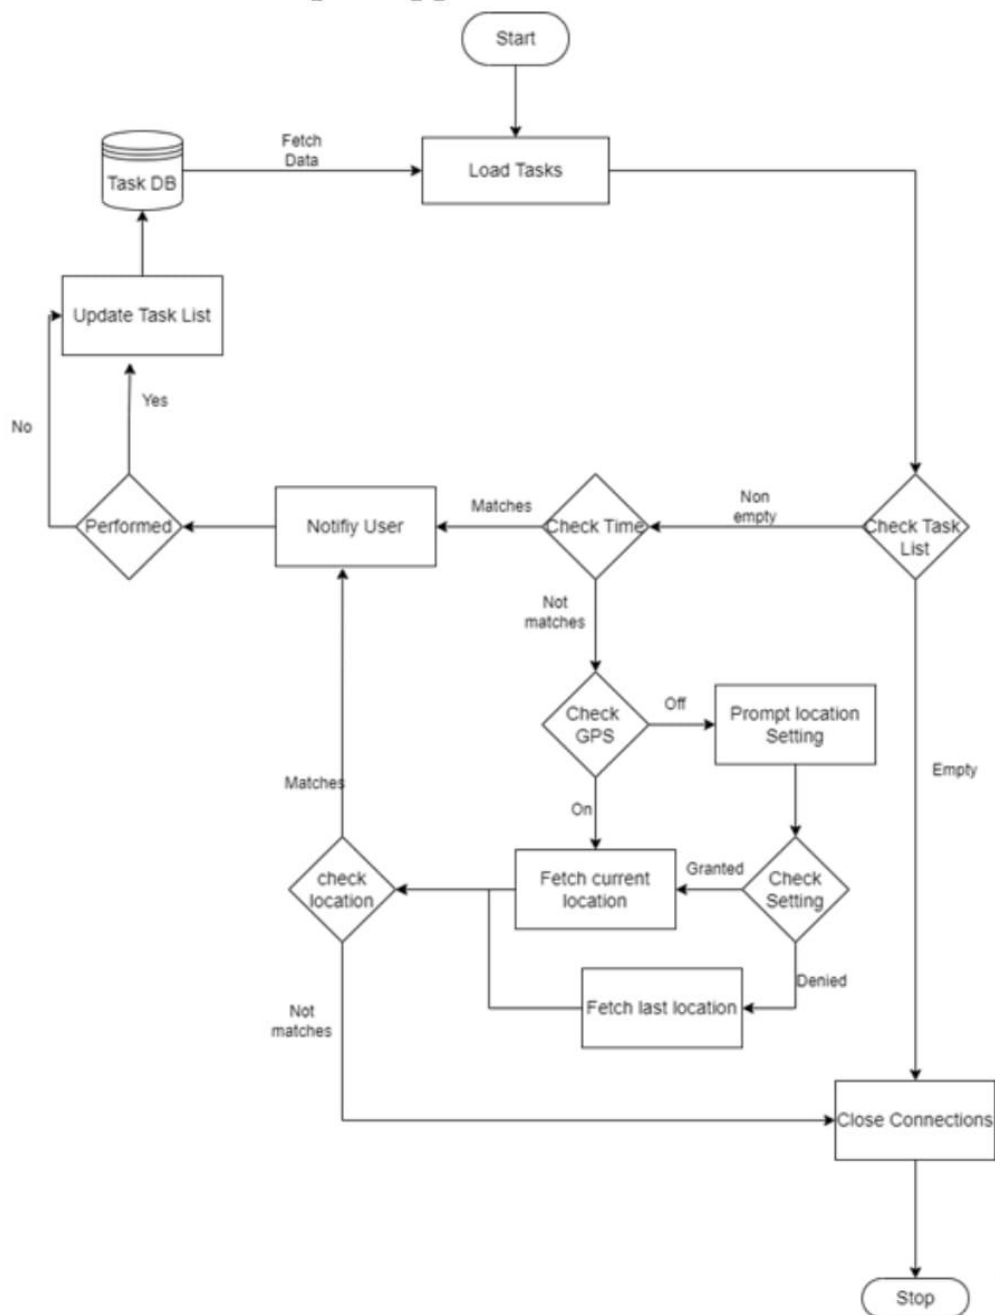 Start
Fetch
Data
Load Tasks
Task DB
Update Task List
Yes
No
Performed
Notifiy User
Matches
Check Time
Non
empty
Check Task
List
Not
matches
Check
GPS
Off
Prompt location
Setting
Empty
Matches
On
check
location
Fetch current
location
Granted
Check
Setting
Denied
Fetch last location
Not
matches
Close Connections
Stop